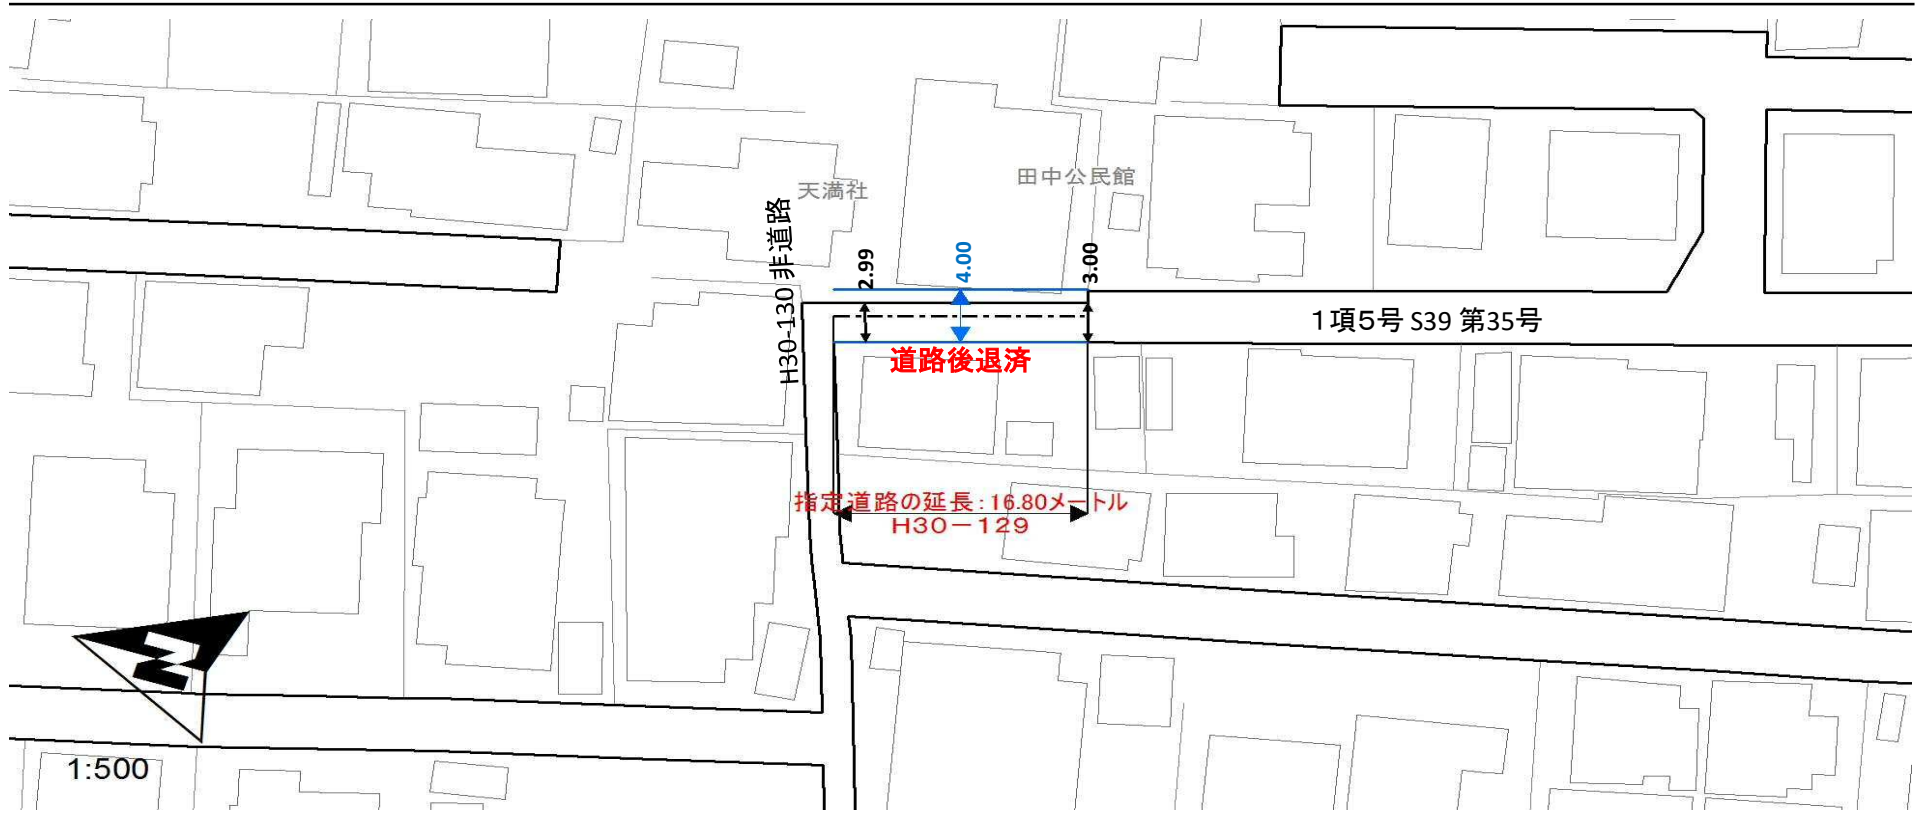 天満社
田中公民館
H30-130 非道路
2.99
4.00
3.00
1項5号 S39 第35号
道路後退済
指定道路の延長：16.80メートル
H30－129
N
1:500